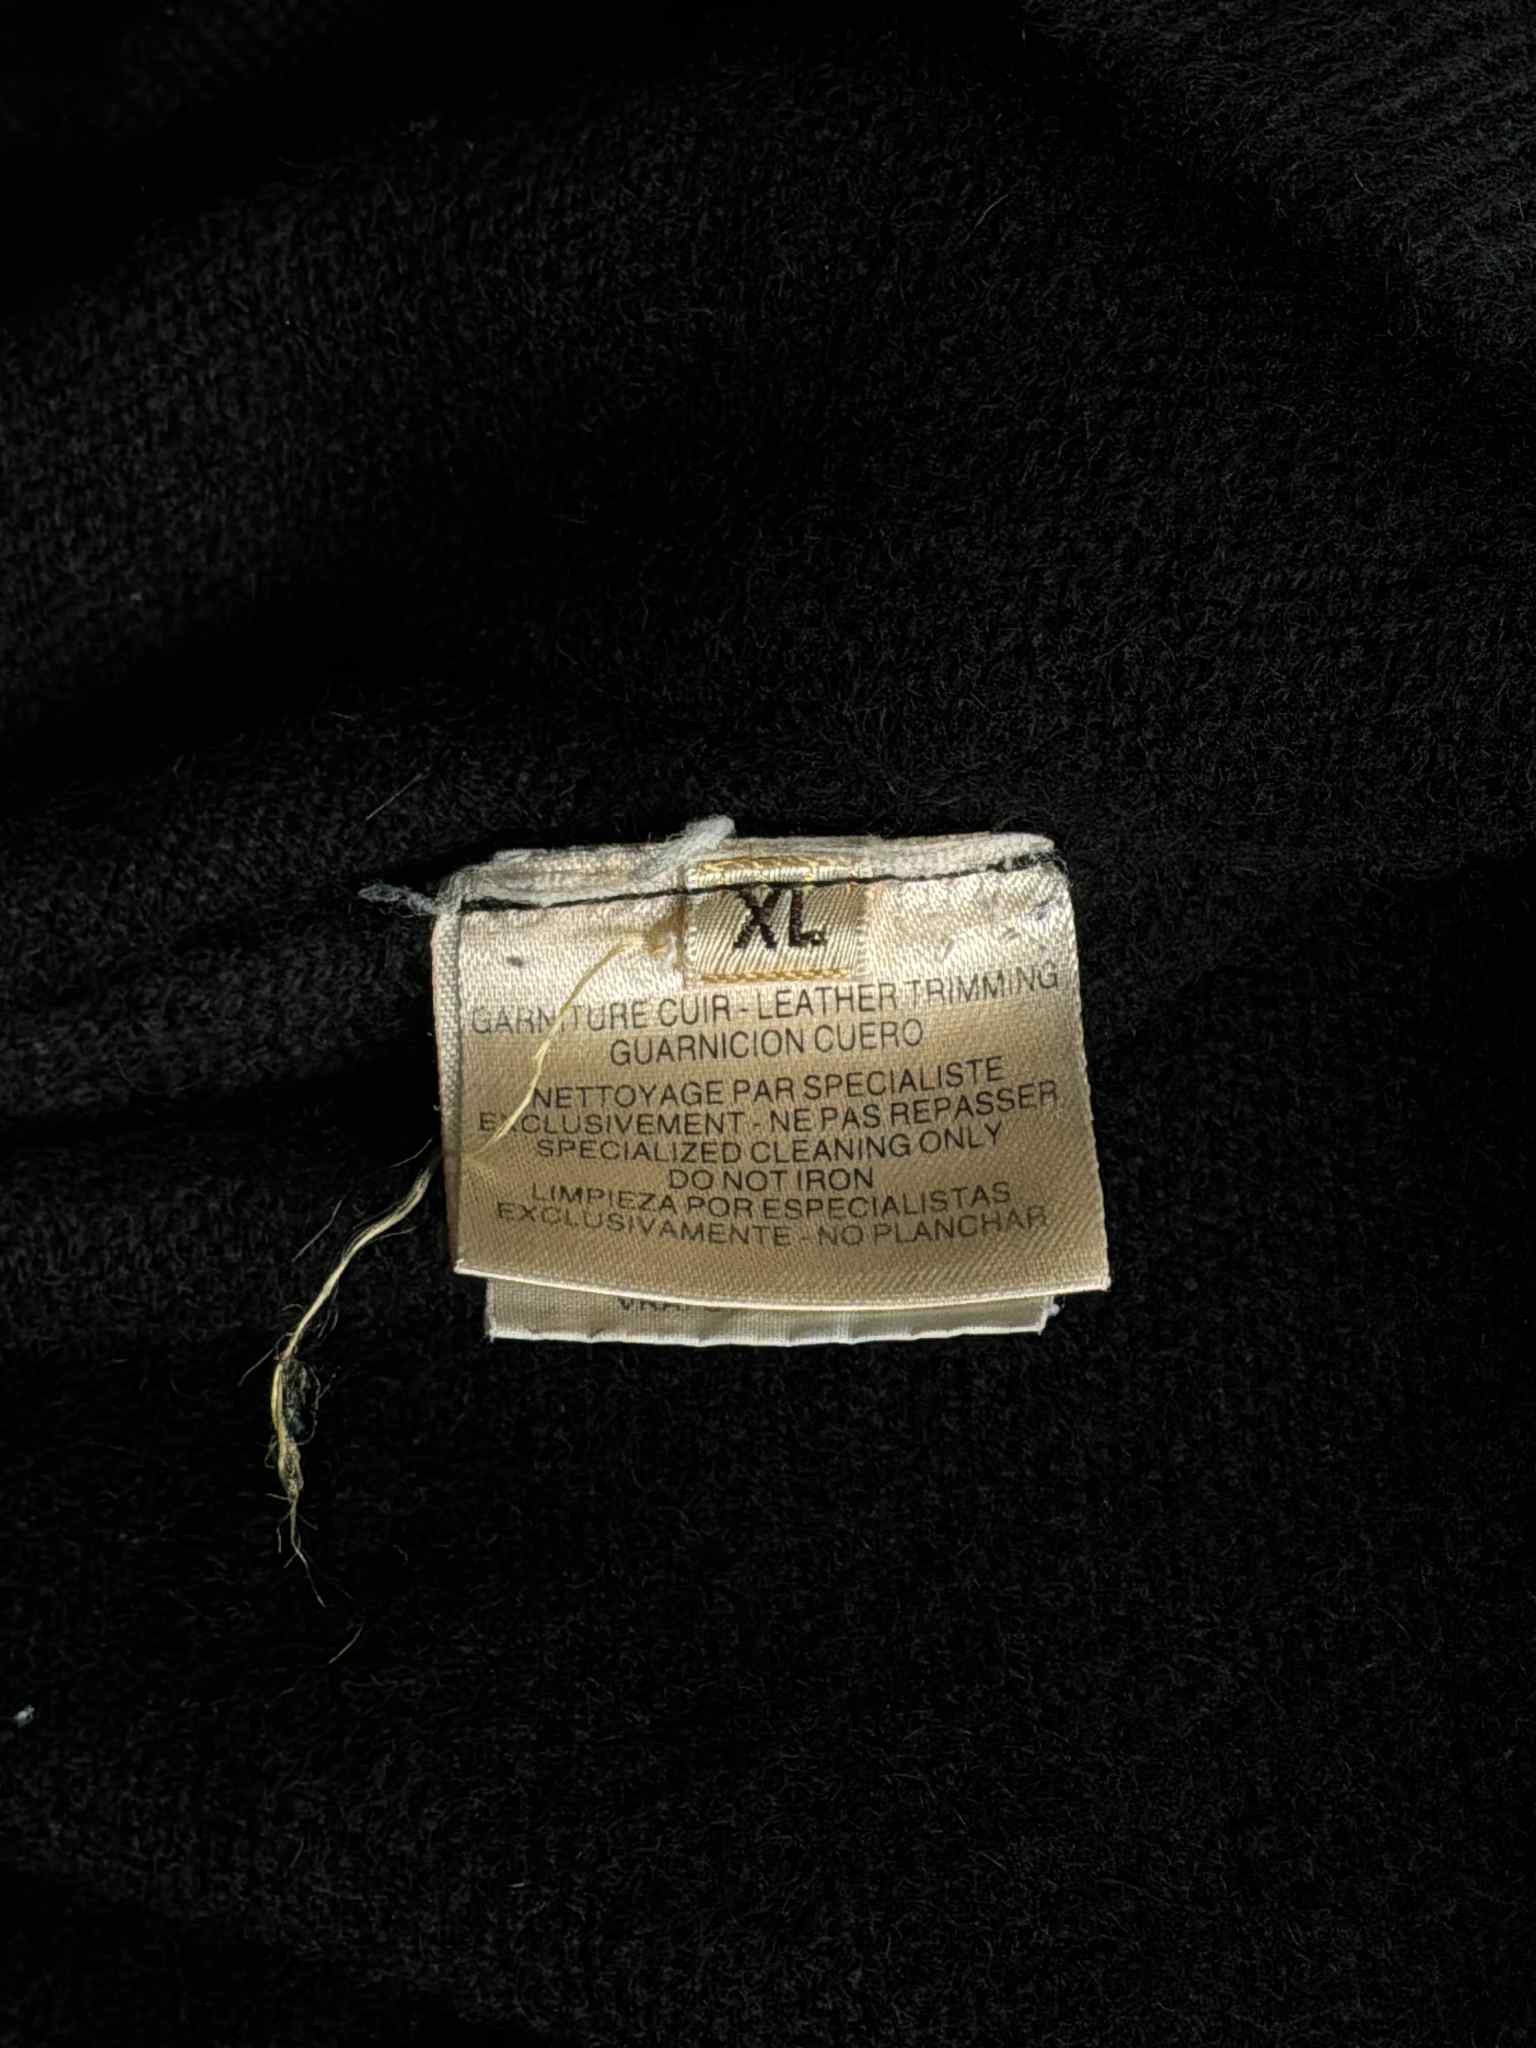 XL
GARNITURE CUIR - LEATHER TRIMMING
GUARNICION CUERO
NETTOYAGE PAR SPECIALISTE
EXCLUSIVEMENT - NE PAS REPASSER
SPECIALIZED CLEANING ONLY
DO NOT IRON
LIMPIEZA POR ESPECIALISTAS
EXCLUSIVAMENTE - NO PLANCHAR